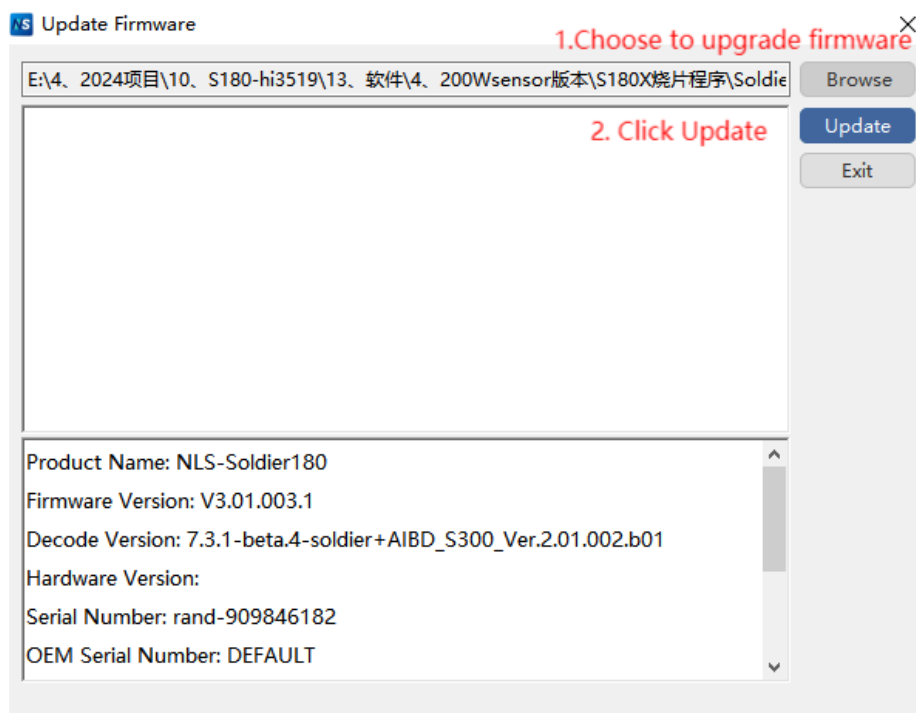 NS Update Firmware
1.Choose to upgrade firmware
E:\4、2024项目\10、S180-hi3519\13、软件\4、200Wsensor版本\S180X烧片程序\Soldie
Browse
2. Click Update
Update
Exit
Product Name: NLS-Soldier180
Firmware Version: V3.01.003.1
Decode Version: 7.3.1-beta.4-soldier+AIBD_S300_Ver.2.01.002.b01
Hardware Version:
Serial Number: rand-909846182
OEM Serial Number: DEFAULT